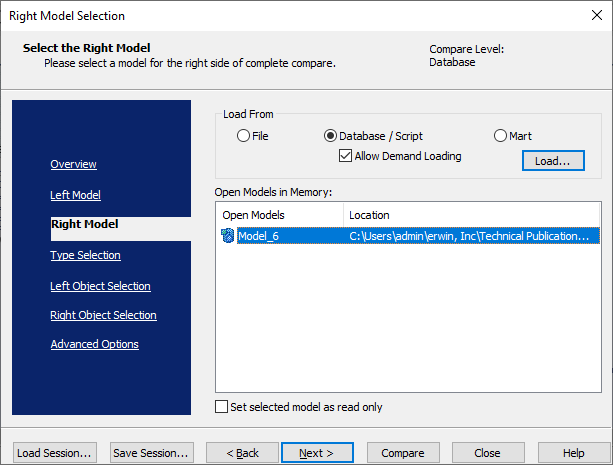 Right Model Selection
Select the Right Model
Please select a model for the right side of complete compare.
Compare Level:
Database
Overview
Left Model
Right Model
Type Selection
Left Object Selection
Right Object Selection
Advanced Options
Load From
File
Database / Script
Mart
Allow Demand Loading
Load...
Open Models in Memory:
Open Models Location
Model_6 C:\Users\admin\erwin, Inc\Technical Publication...
Set selected model as read only
Load Session... Save Session... < Back Next > Compare Close Help